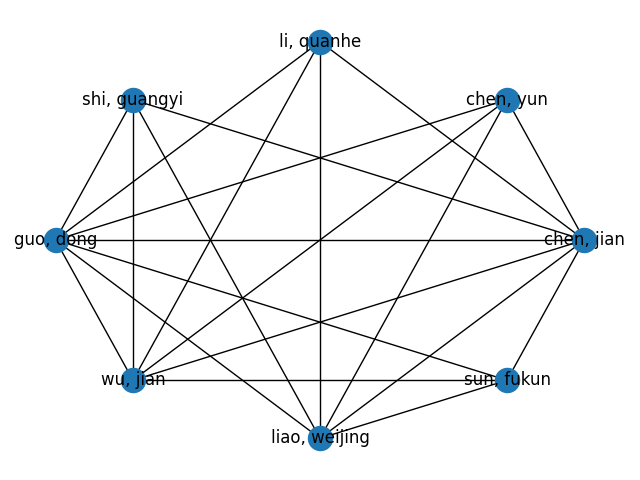 li, quanhe
shi, guangyi
chen, yun
guo, dong
chen, jian
wu, jian
sun, fukun
liao, weijing